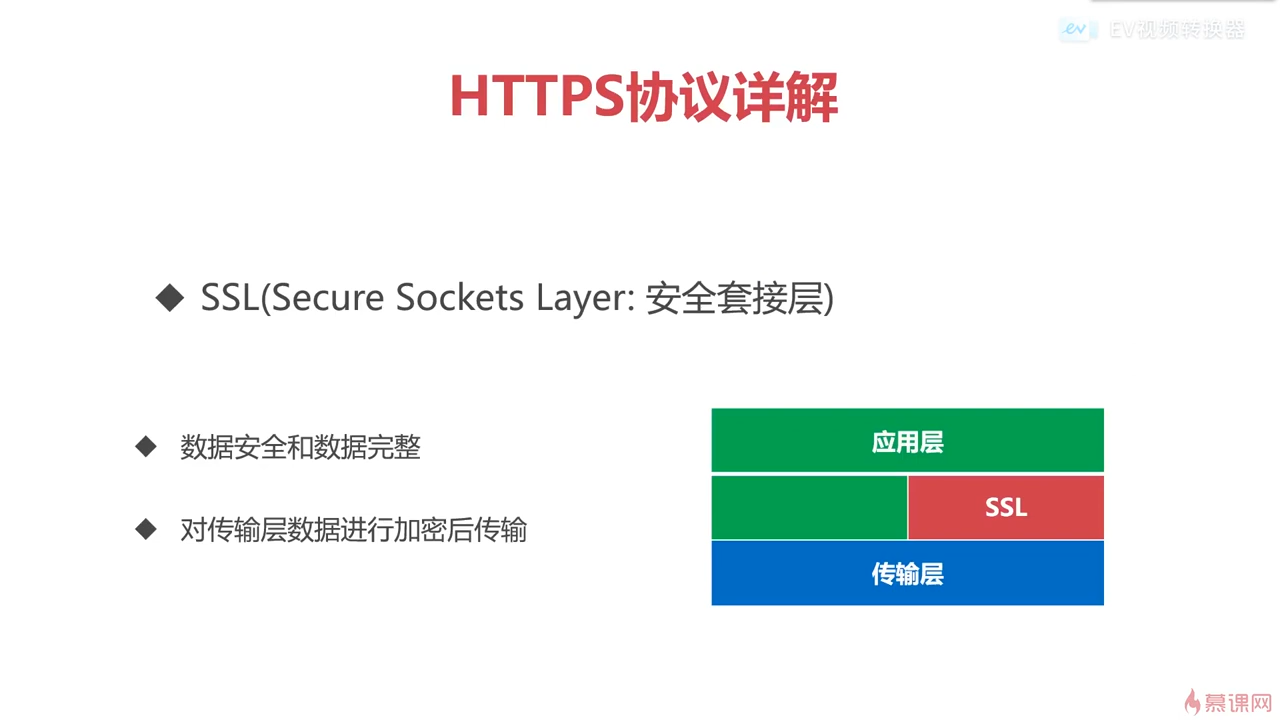 EV视频转换器
HTTPS协议详解
◆ SSL(Secure Sockets Layer: 安全套接层)
◆ 数据安全和数据完整
◆ 对传输层数据进行加密后传输
应用层
SSL
传输层
慕课网